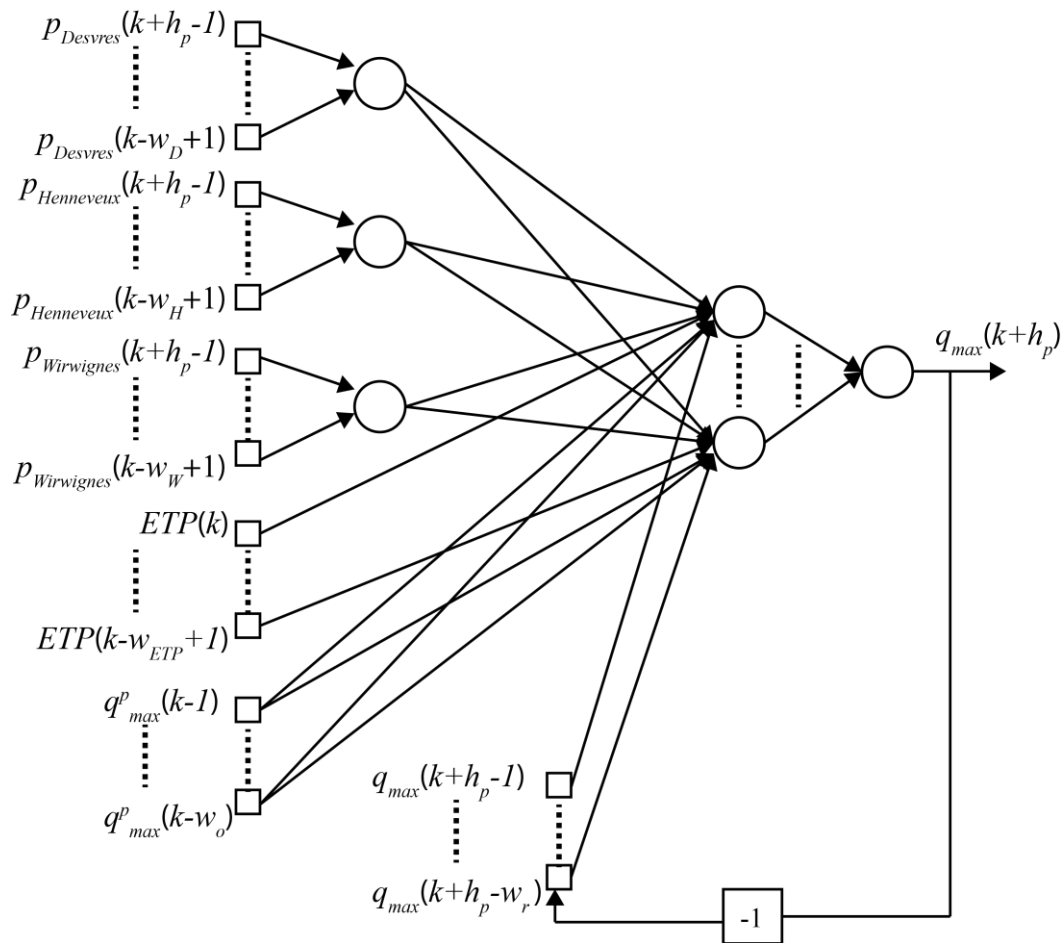 p_Desvres(k+h_p-1)
p_Desvres(k-w_D+1)
p_Henneveux(k+h_p-1)
p_Henneveux(k-w_H+1)
p_Wirwignes(k+h_p-1)
p_Wirwignes(k-w_W+1)
ETP(k)
ETP(k-w_ETP+1)
q^p_max(k-1)
q^p_max(k-w_o)
q_max(k+h_p-1)
q_max(k+h_p-w_r)
-1
q_max(k+h_p)